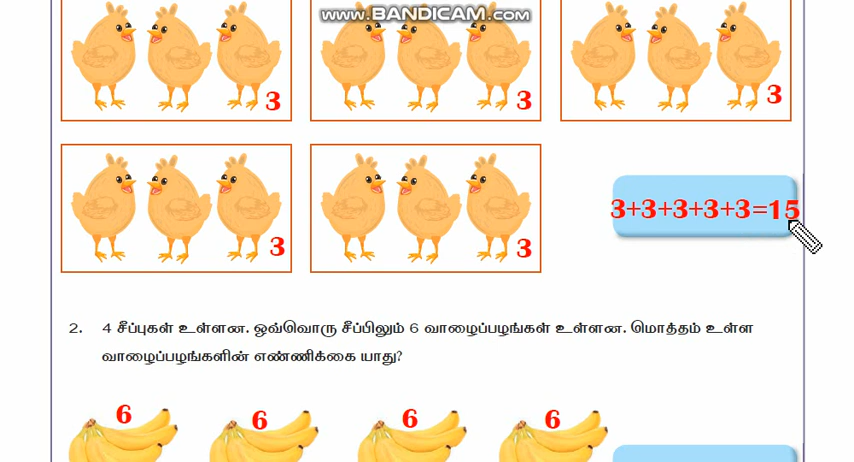 www.BANDICAM.com
3 3 3
3 3
3+3+3+3+3=15
2. 4 சீப்புகள் உள்ளன. ஒவ்வொரு சீப்பிலும் 6 வாழைப்பழங்கள் உள்ளன. மொத்தம் உள்ள
வாழைப்பழங்களின் எண்ணிக்கை யாது?
6 6 6 6